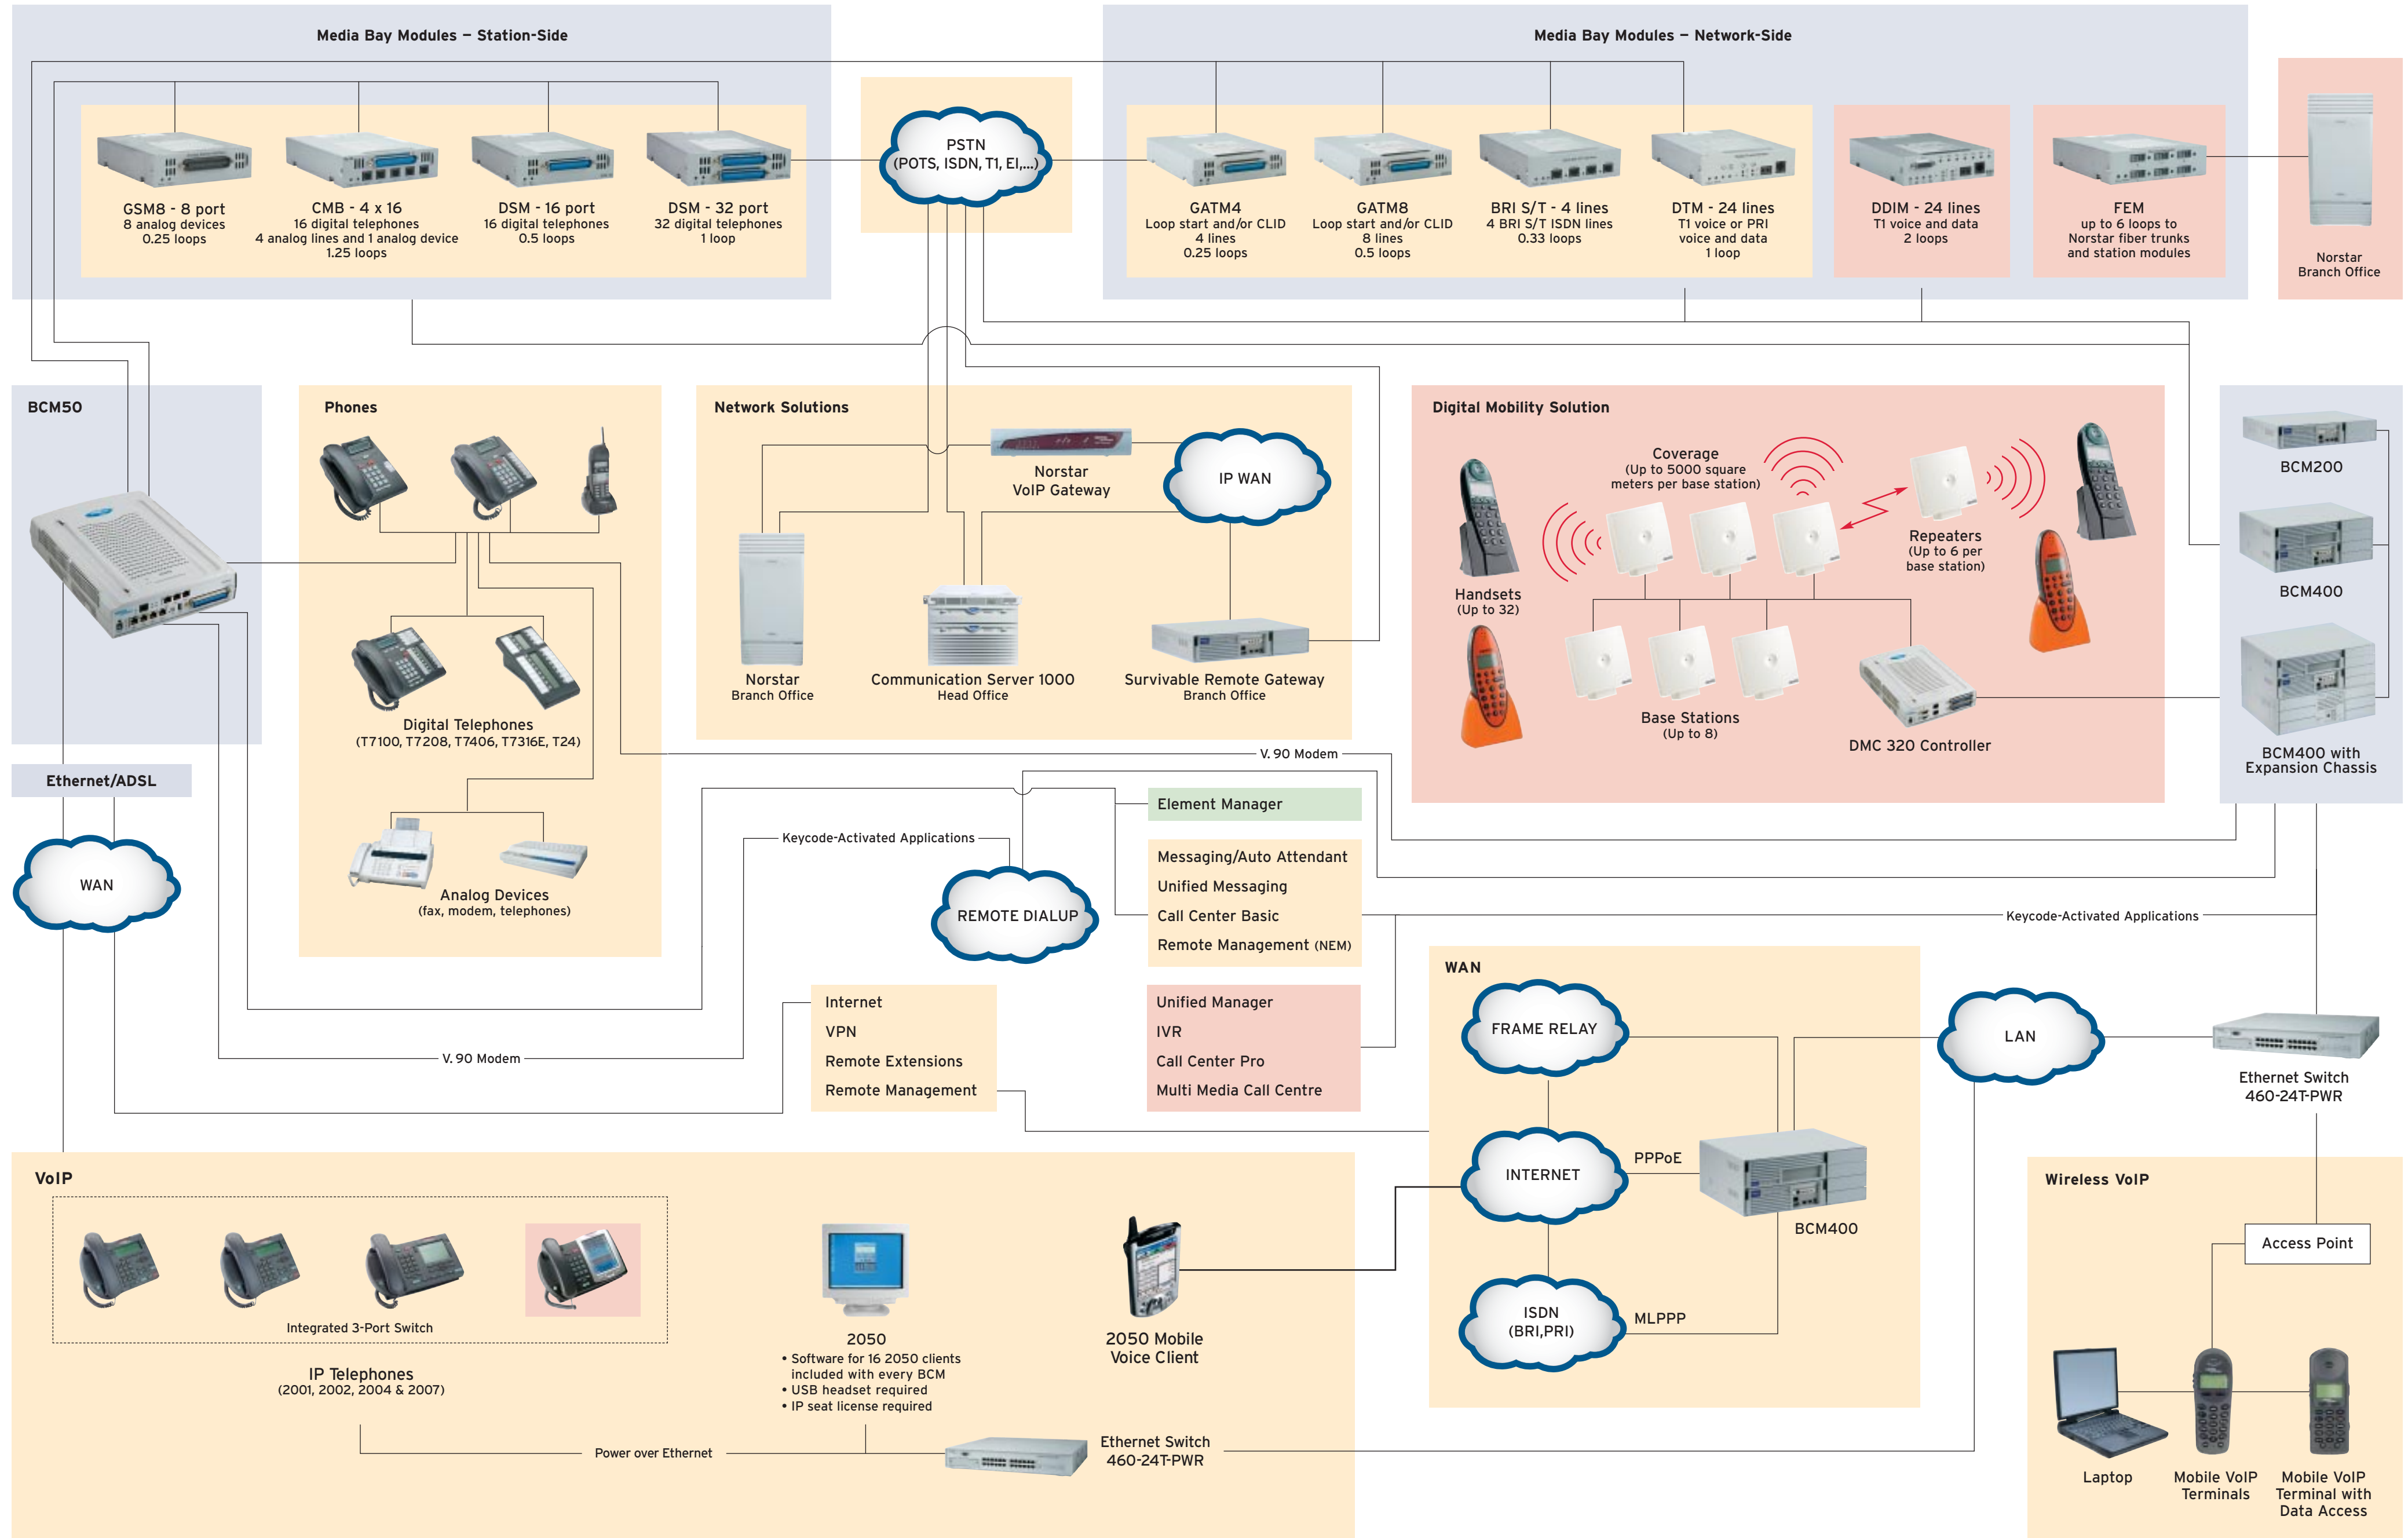 Media Bay Modules – Station-Side
Media Bay Modules – Network-Side
GSM8 - 8 port
8 analog devices
0.25 loops
CMB - 4 x 16
16 digital telephones
4 analog lines and 1 analog device
1.25 loops
DSM - 16 port
16 digital telephones
0.5 loops
DSM - 32 port
32 digital telephones
1 loop
PSTN
(POTS, ISDN, T1, EI,...)
GATM4
Loop start and/or CLID
4 lines
0.25 loops
GATM8
Loop start and/or CLID
8 lines
0.5 loops
BRI S/T - 4 lines
4 BRI S/T ISDN lines
0.33 loops
DTM - 24 lines
T1 voice or PRI
voice and data
1 loop
DDIM - 24 lines
T1 voice and data
2 loops
FEM
up to 6 loops to
Norstar fiber trunks
and station modules
Norstar
Branch Office
BCM50
Phones
Digital Telephones
(T7100, T7208, T7406, T7316E, T24)
Analog Devices
(fax, modem, telephones)
Network Solutions
Norstar
VoIP Gateway
IP WAN
Norstar
Branch Office
Communication Server 1000
Head Office
Survivable Remote Gateway
Branch Office
Digital Mobility Solution
Coverage
(Up to 5000 square
meters per base station)
Repeaters
(Up to 6 per
base station)
Handsets
(Up to 32)
Base Stations
(Up to 8)
DMC 320 Controller
BCM200
BCM400
BCM400 with
Expansion Chassis
Ethernet/ADSL
WAN
V. 90 Modem
Element Manager
Keycode-Activated Applications
REMOTE DIALUP
Messaging/Auto Attendant
Unified Messaging
Call Center Basic
Remote Management (NEM)
Keycode-Activated Applications
Internet
VPN
Remote Extensions
Remote Management
Unified Manager
IVR
Call Center Pro
Multi Media Call Centre
V. 90 Modem
WAN
FRAME RELAY
INTERNET
PPPoE
BCM400
ISDN
(BRI,PRI)
MLPPP
LAN
Ethernet Switch
460-24T-PWR
VoIP
Integrated 3-Port Switch
IP Telephones
(2001, 2002, 2004 & 2007)
2050
• Software for 16 2050 clients
included with every BCM
• USB headset required
• IP seat license required
2050 Mobile
Voice Client
Power over Ethernet
Ethernet Switch
460-24T-PWR
Wireless VoIP
Access Point
Laptop
Mobile VoIP
Terminals
Mobile VoIP
Terminal with
Data Access